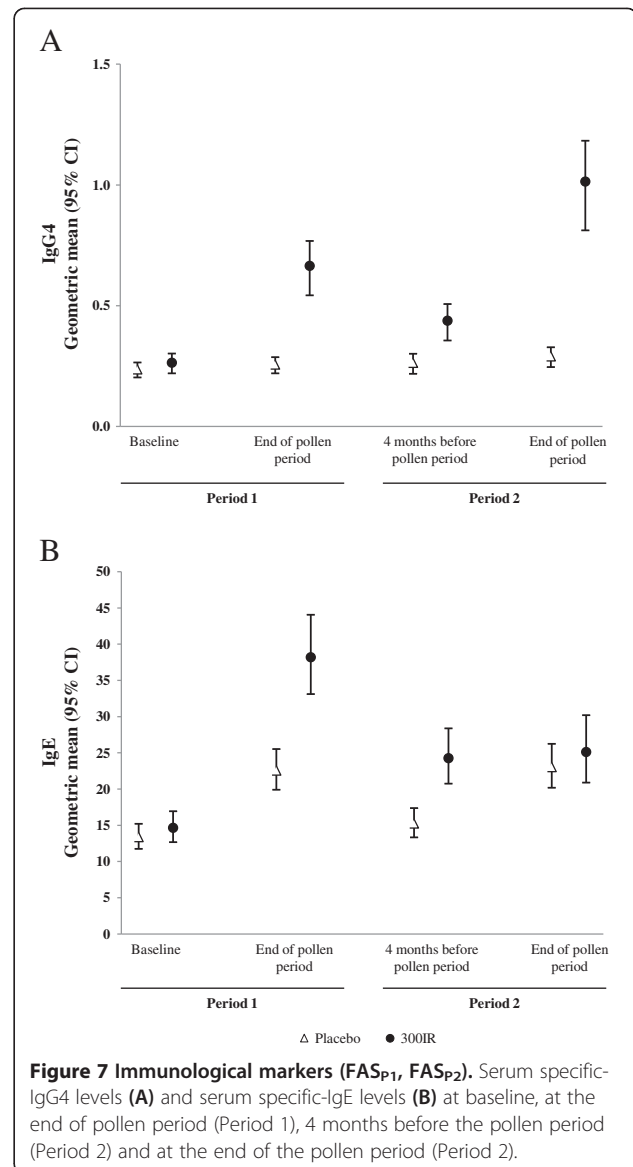 A
1.5
1.0
0.5
0.0
IgG4
Geometric mean (95% CI)
Baseline
End of pollen
period
4 months before
pollen period
End of pollen
period
Period 1
Period 2
B
50
45
40
35
30
25
20
15
10
5
0
IgE
Geometric mean (95% CI)
Baseline
End of pollen
period
4 months before
pollen period
End of pollen
period
Period 1
Period 2
△ Placebo ● 300IR
Figure 7 Immunological markers (FASP1, FASP2). Serum specific-
IgG4 levels (A) and serum specific-IgE levels (B) at baseline, at the
end of pollen period (Period 1), 4 months before the pollen period
(Period 2) and at the end of the pollen period (Period 2).